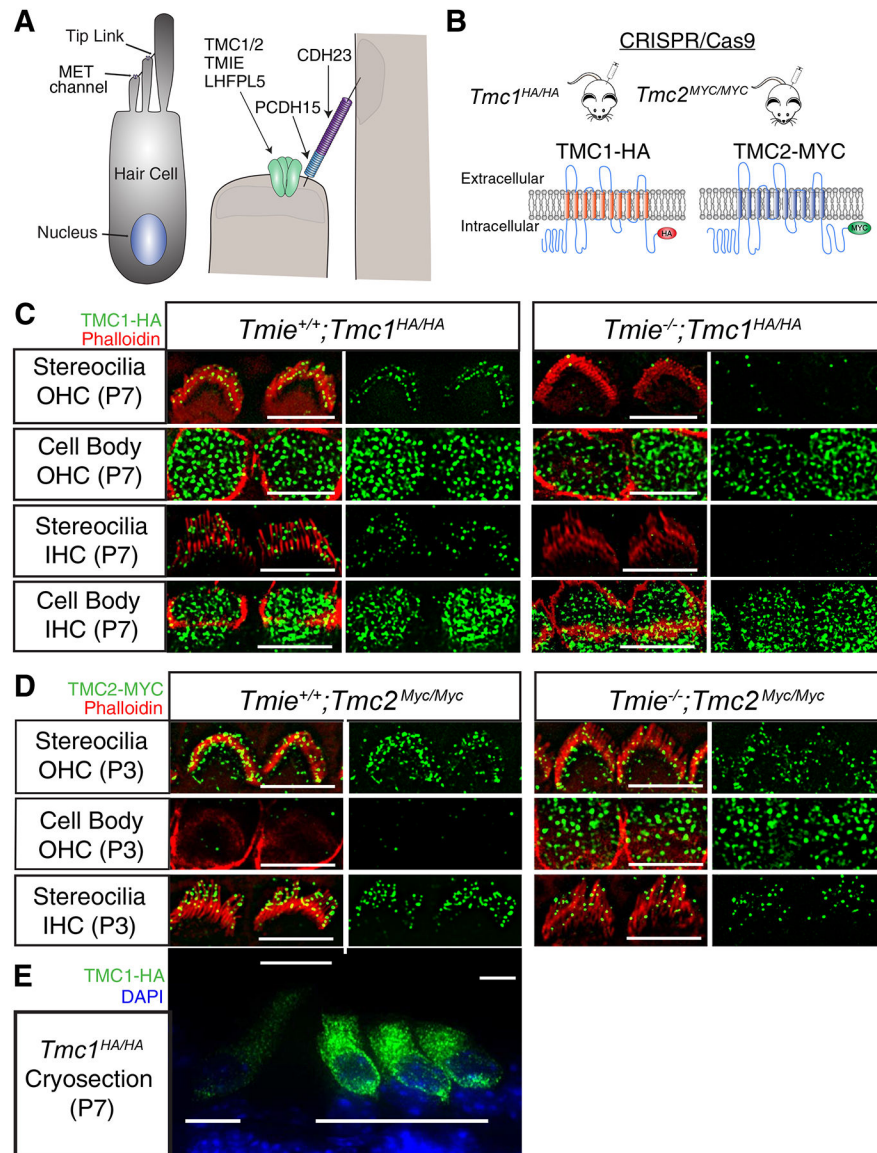 A
Tip Link
MET
channel
Hair Cell
Nucleus
TMC1/2
TMIE
LHFPL5
CDH23
PCDH15
B
CRISPR/Cas9
Tmc1HA/HA
Tmc2MYC/MYC
TMC1-HA
TMC2-MYC
Extracellular
Intracellular
HA
MYC
C
TMC1-HA
Phalloidin
Tmie+/+;Tmc1HA/HA
Tmie-/-;Tmc1HA/HA
Stereocilia
OHC (P7)
Cell Body
OHC (P7)
Stereocilia
IHC (P7)
Cell Body
IHC (P7)
D
TMC2-MYC
Phalloidin
Tmie+/+;Tmc2Myc/Myc
Tmie-/-;Tmc2Myc/Myc
Stereocilia
OHC (P3)
Cell Body
OHC (P3)
Stereocilia
IHC (P3)
E
TMC1-HA
DAPI
Tmc1HA/HA
Cryosection
(P7)